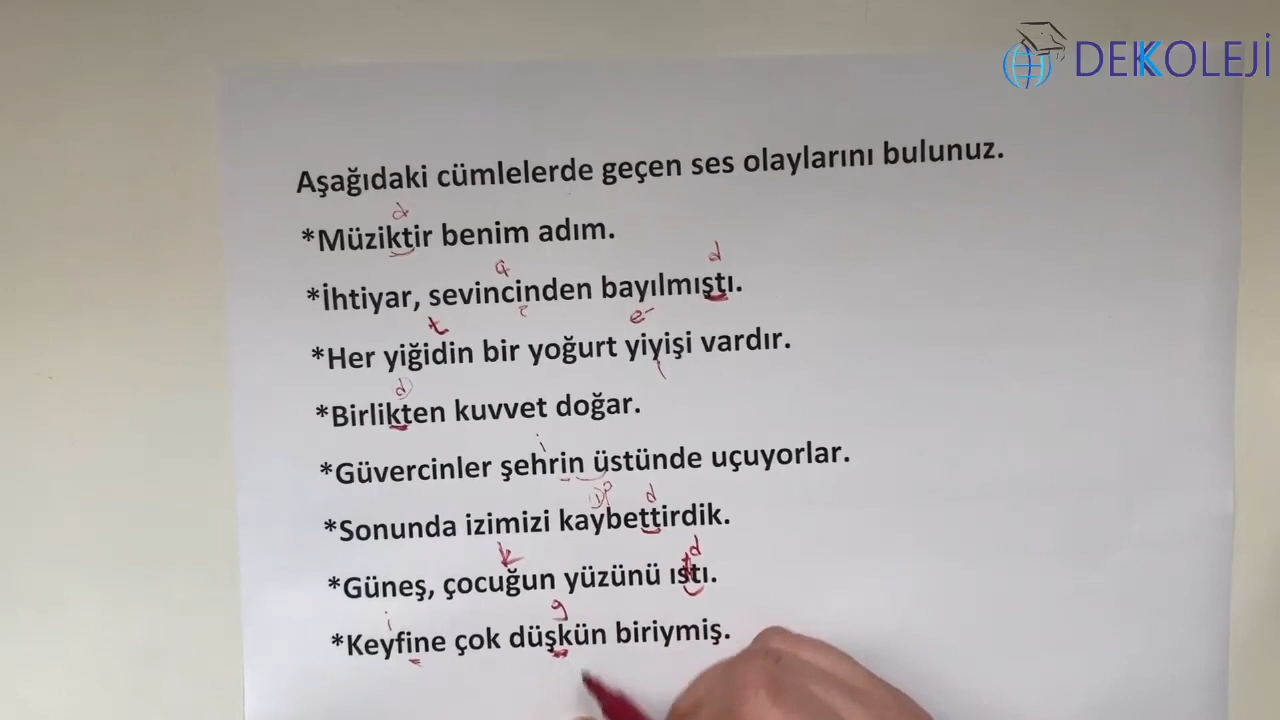 DEKKOLEJİ
Aşağıdaki cümlelerde geçen ses olaylarını bulunuz.
*Müziktir benim adım.
*İhtiyar, sevincinden bayılmıştı.
*Her yiğidin bir yoğurt yiyişi vardır.
*Birlikten kuvvet doğar.
*Güvercinler şehrin üstünde uçuyorlar.
*Sonunda izimizi kaybettirdik.
*Güneş, çocuğun yüzünü ıstı.
*Keyfine çok düşkün biriymiş.